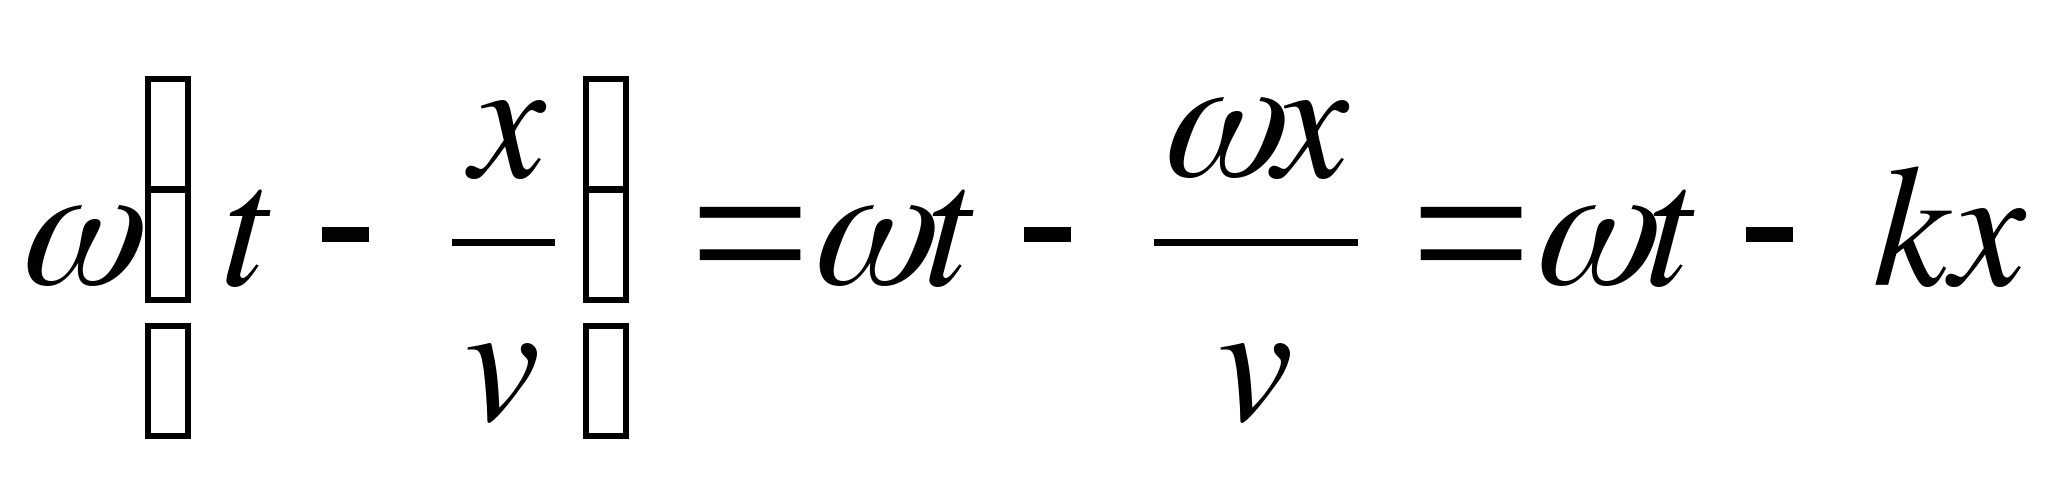 ω(t - x/v) = ωt - ωx/v = ωt - kx